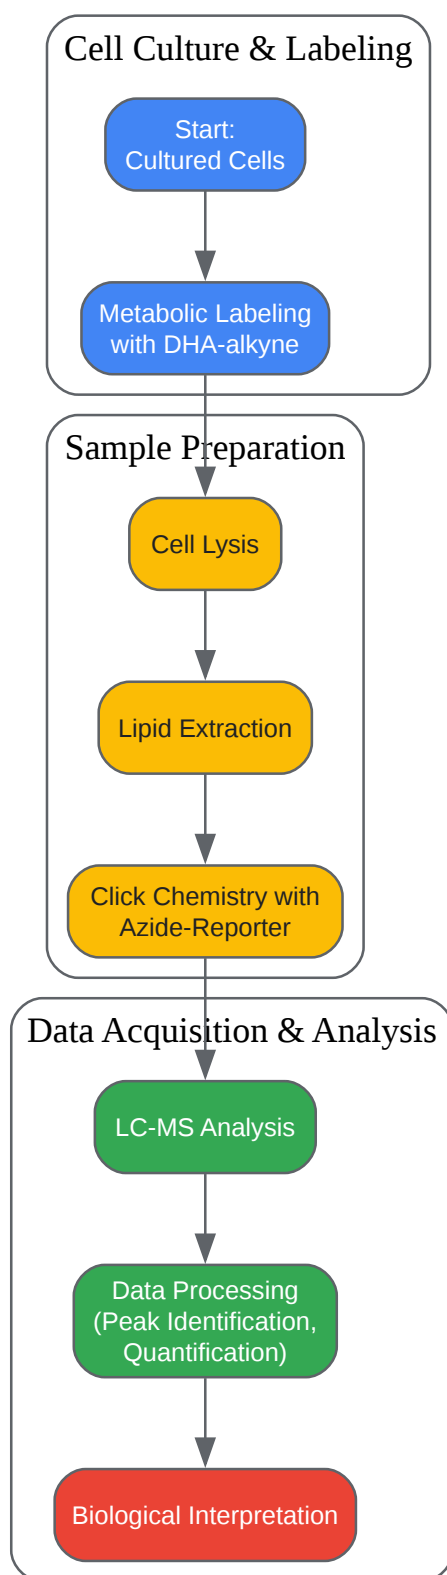 Cell Culture & Labeling
Start:
Cultured Cells
Metabolic Labeling
with DHA-alkyne
Sample Preparation
Cell Lysis
Lipid Extraction
Click Chemistry with
Azide-Reporter
Data Acquisition & Analysis
LC-MS Analysis
Data Processing
(Peak Identification,
Quantification)
Biological Interpretation